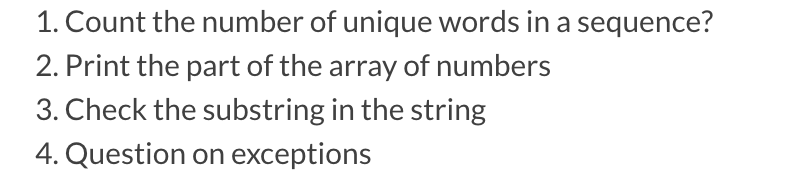 1. Count the number of unique words in a sequence?
2. Print the part of the array of numbers
3. Check the substring in the string
4. Question on exceptions